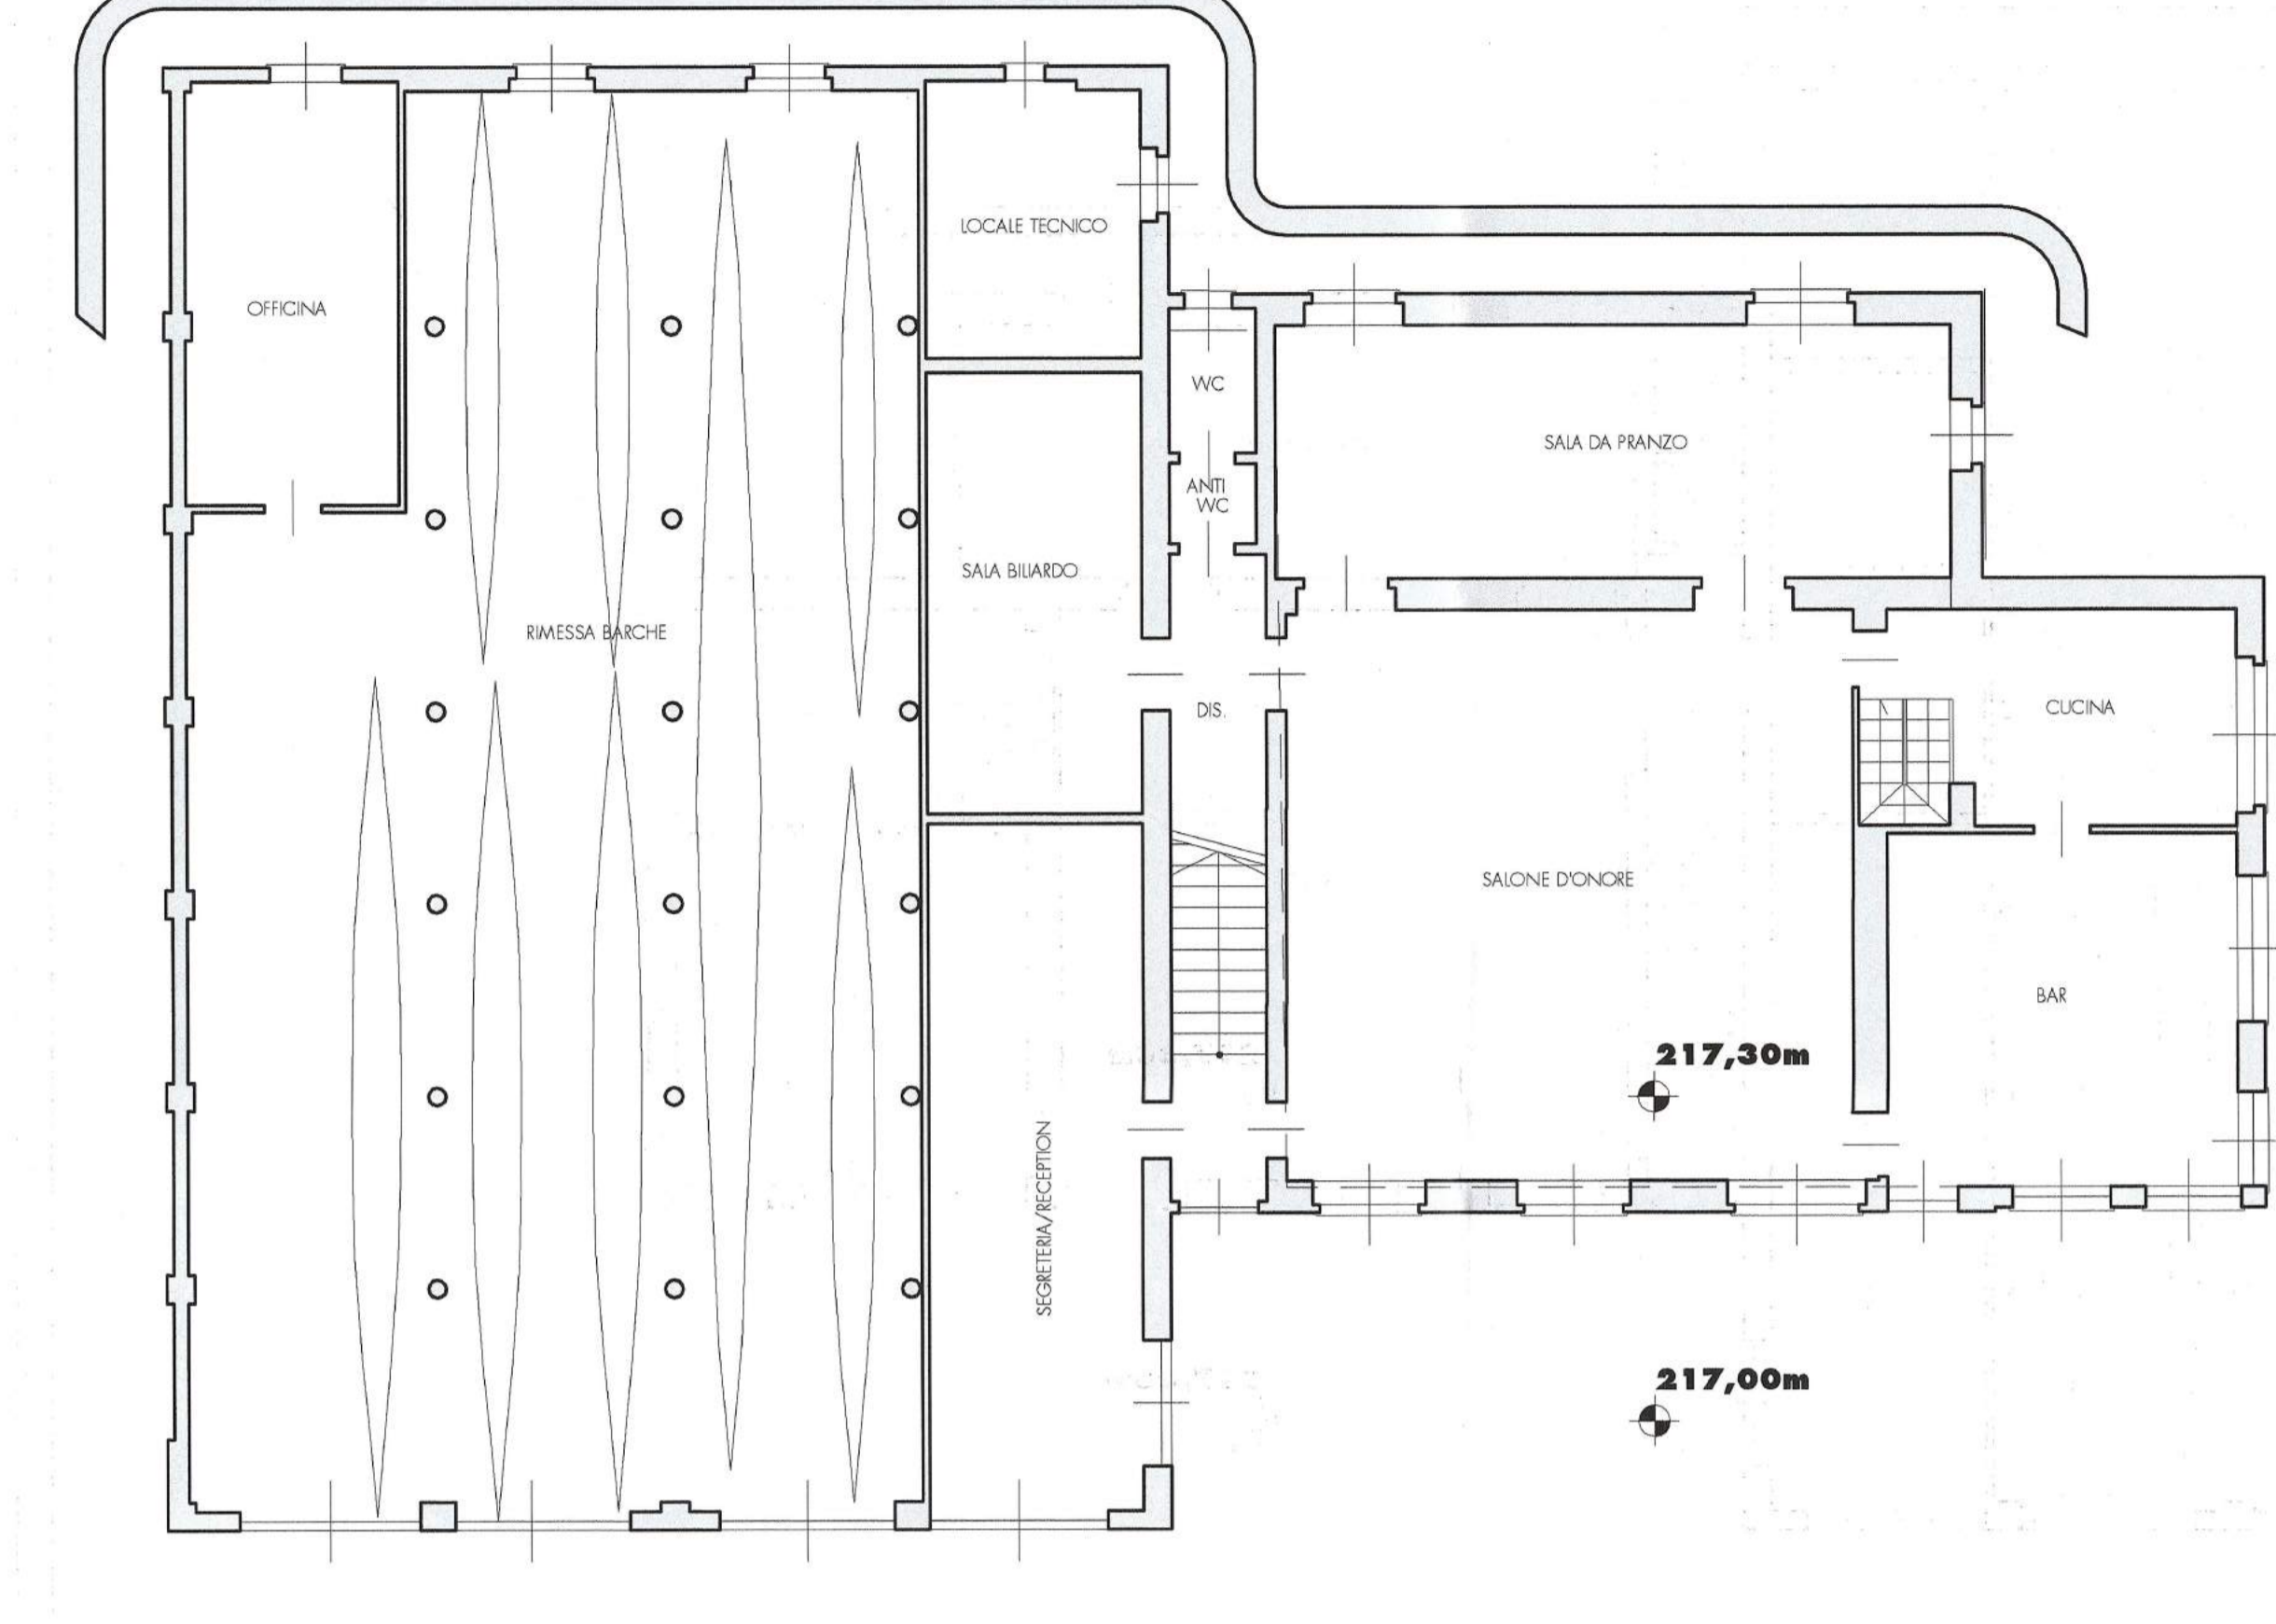 LOCALE TECNICO
OFFICINA
WC
SALA DA PRANZO
ANTI
WC
SALA BILIARDO
RIMESSA BARCHE
DIS.
CUCINA
SALONE D'ONORE
BAR
217,30m
SEGRETERIA/RECEPTION
217,00m